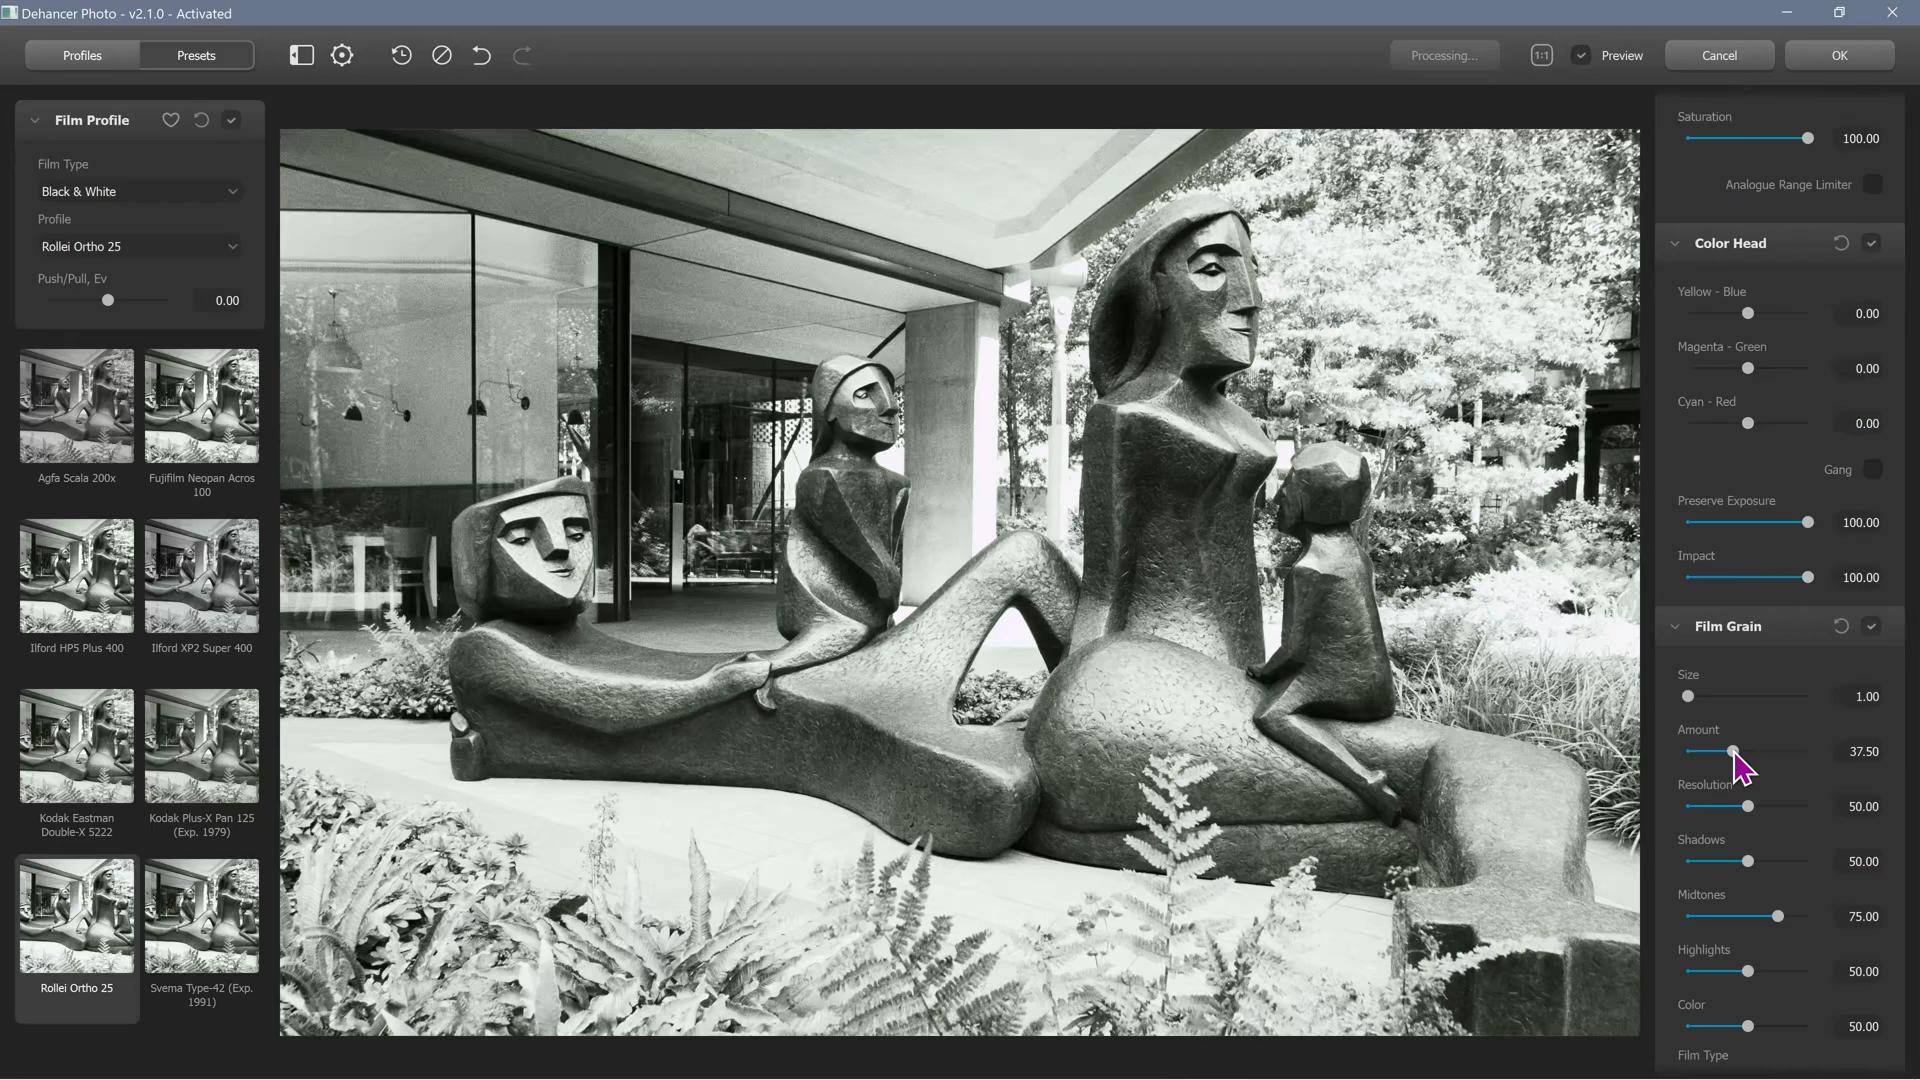 Dehancer Photo - v2.1.0 - Activated
Profiles
Presets
Processing...
1:1
Preview
Cancel
OK
Film Profile
Film Type
Black & White
Profile
Rollei Ortho 25
Push/Pull, Ev
0.00
Agfa Scala 200x
Fujifilm Neopan Acros
100
Ilford HP5 Plus 400
Ilford XP2 Super 400
Kodak Eastman
Double-X 5222
Kodak Plus-X Pan 125
(Exp. 1979)
Rollei Ortho 25
Svema Type-42 (Exp.
1991)
Saturation
100.00
Analogue Range Limiter
Color Head
Yellow - Blue
0.00
Magenta - Green
0.00
Cyan - Red
0.00
Gang
Preserve Exposure
100.00
Impact
100.00
Film Grain
Size
1.00
Amount
37.50
Resolution
50.00
Shadows
50.00
Midtones
75.00
Highlights
50.00
Color
50.00
Film Type